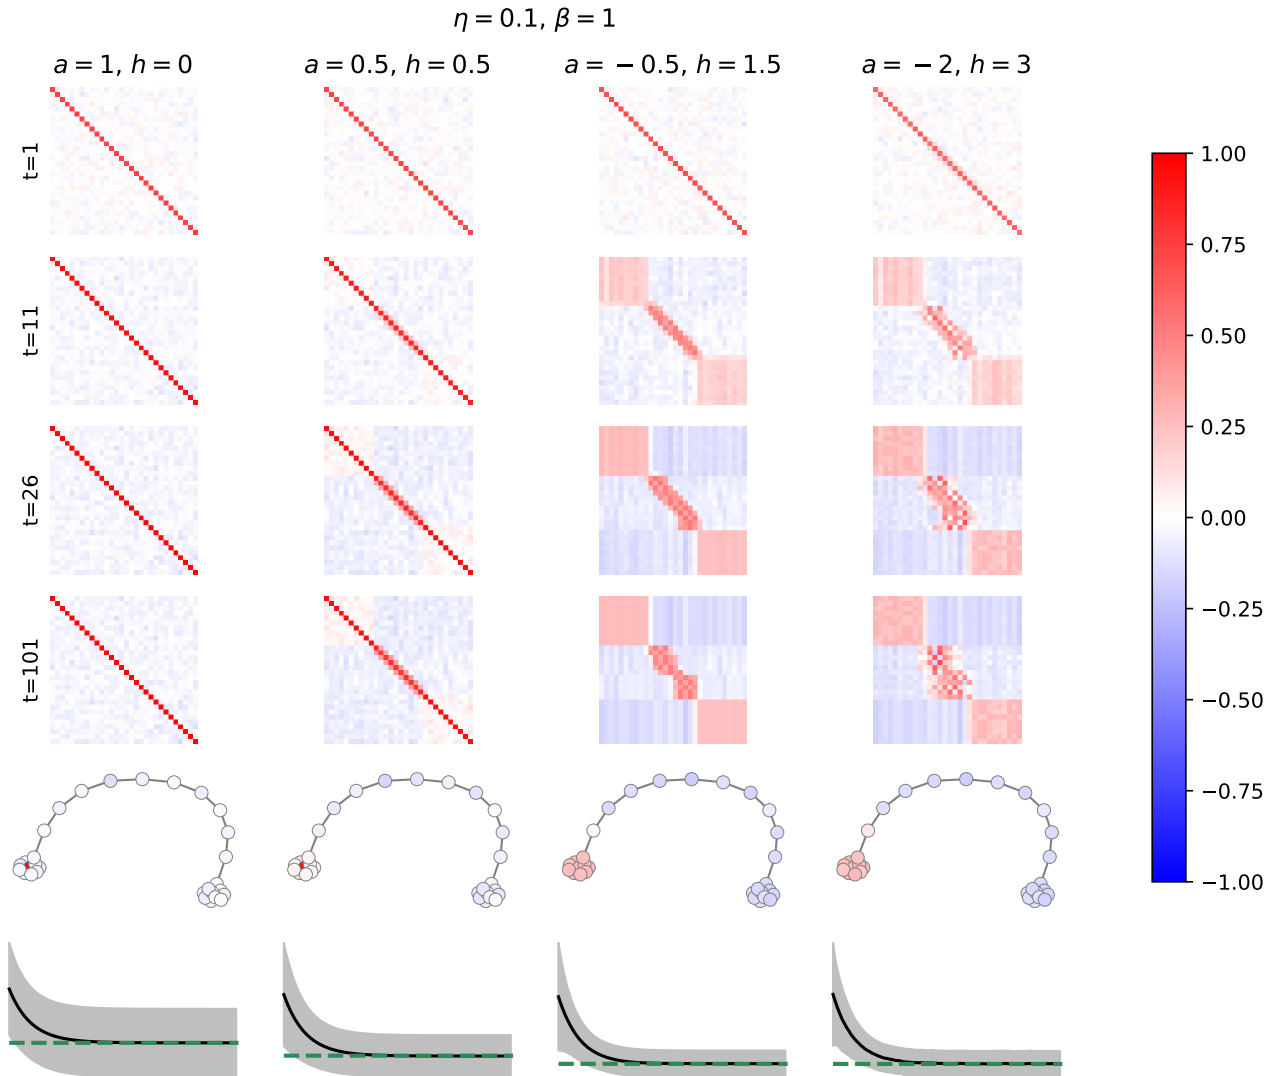 η = 0.1, β = 1
a = 1, h = 0
a = 0.5, h = 0.5
a = −0.5, h = 1.5
a = −2, h = 3
t=1
t=11
t=26
t=101
1.00
0.75
0.50
0.25
0.00
−0.25
−0.50
−0.75
−1.00